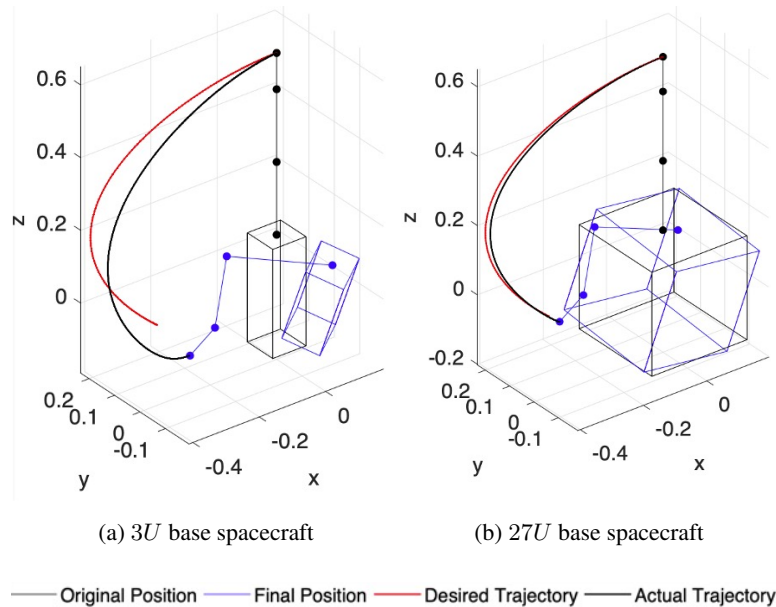 0.6
0.4
0.2
0
z
0.2
0.1
0
-0.1
y
-0.4
-0.2
0
x
0.6
0.4
0.2
0
-0.2
z
0.2
0.1
0
-0.1
y
-0.4
-0.2
0
x
(a) 3U base spacecraft
(b) 27U base spacecraft
Original Position Final Position Desired Trajectory Actual Trajectory